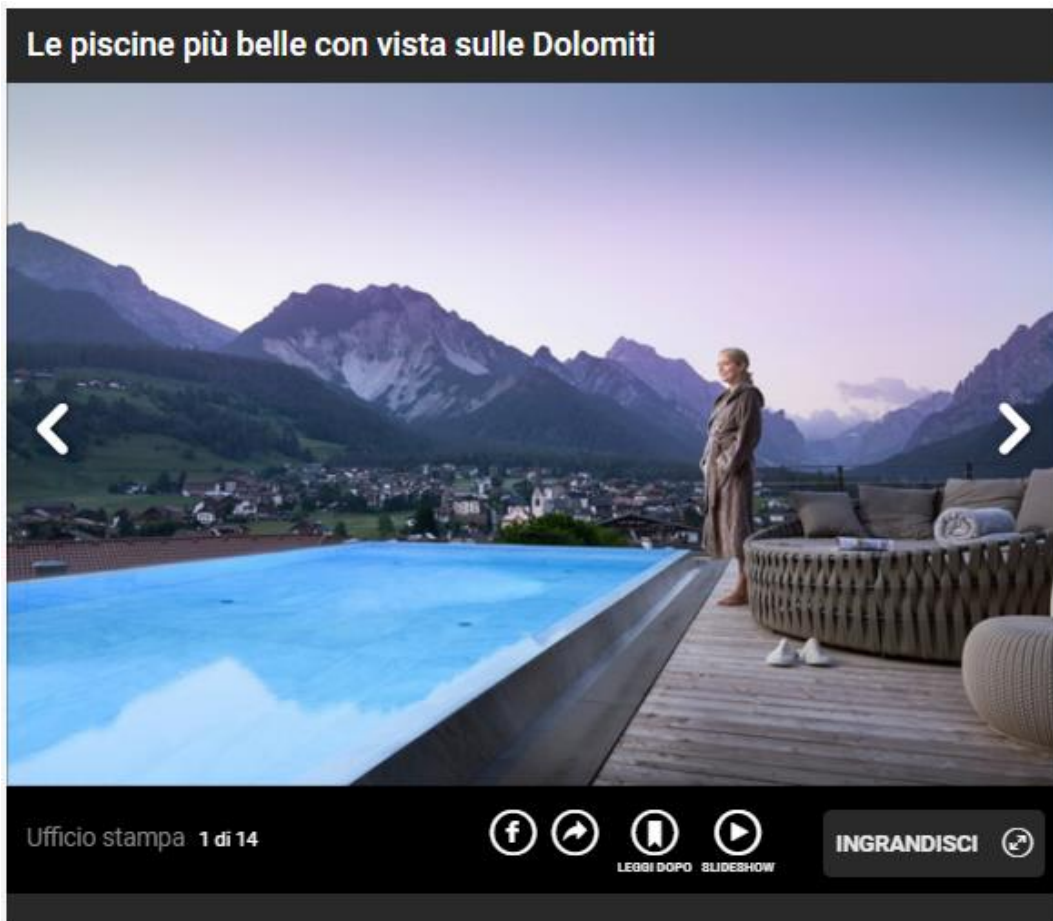 Le piscine più belle con vista sulle Dolomiti
Ufficio stampa 1 di 14
LEGGI DOPO
SLIDESHOW
INGRANDISCI